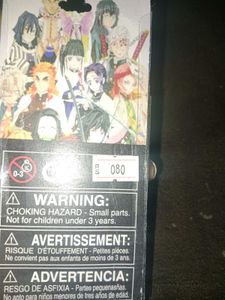 080
0-3
WARNING:
CHOKING HAZARD - Small parts.
Not for children under 3 years.
AVERTISSEMENT:
RISQUE D'ÉTOUFFEMENT - Petites pièces.
Ne convient pas aux enfants de moins de 3 ans.
ADVERTENCIA:
RESGO DE ASFIXIA - Partes pequeseñas.
No apto para niños menores de tres años de edad.